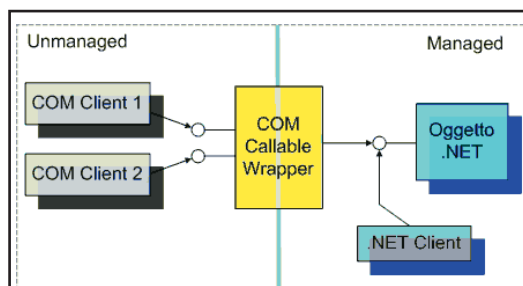 Unmanaged
Managed
COM Client 1
COM Client 2
COM
Callable
Wrapper
Oggetto
.NET
.NET Client